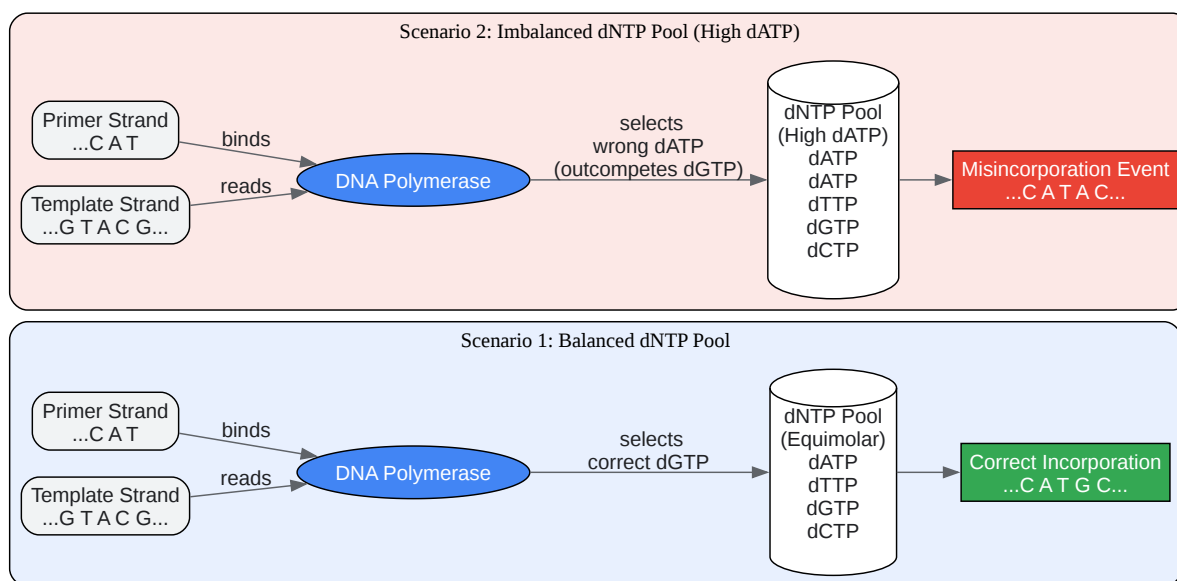 Scenario 2: Imbalanced dNTP Pool (High dATP)
Primer Strand
...C A T
binds
reads
Template Strand
...G T A C G...
DNA Polymerase
selects
wrong dATP
(outcompetes dGTP)
dNTP Pool
(High dATP)
dATP
dATP
dTTP
dGTP
dCTP
Misincorporation Event
...C A T A C...
Scenario 1: Balanced dNTP Pool
Primer Strand
...C A T
binds
reads
Template Strand
...G T A C G...
DNA Polymerase
selects
correct dGTP
dNTP Pool
(Equimolar)
dATP
dTTP
dGTP
dCTP
Correct Incorporation
...C A T G C...